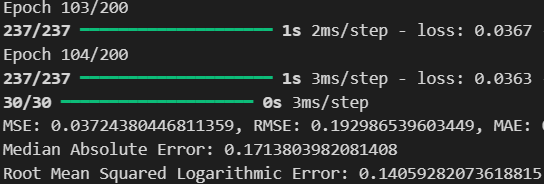 Epoch 103/200
237/237 ━━━━━━━━━━━━━━━━━━━━ 1s 2ms/step - loss: 0.0367 -
Epoch 104/200
237/237 ━━━━━━━━━━━━━━━━━━━━ 1s 3ms/step - loss: 0.0363
30/30 ━━━━━━━━━━━━━━━━━━━━ 0s 3ms/step
MSE: 0.03724380446811359, RMSE: 0.192986539603449, MAE:
Median Absolute Error: 0.1713803982081408
Root Mean Squared Logarithmic Error: 0.14059282073618815